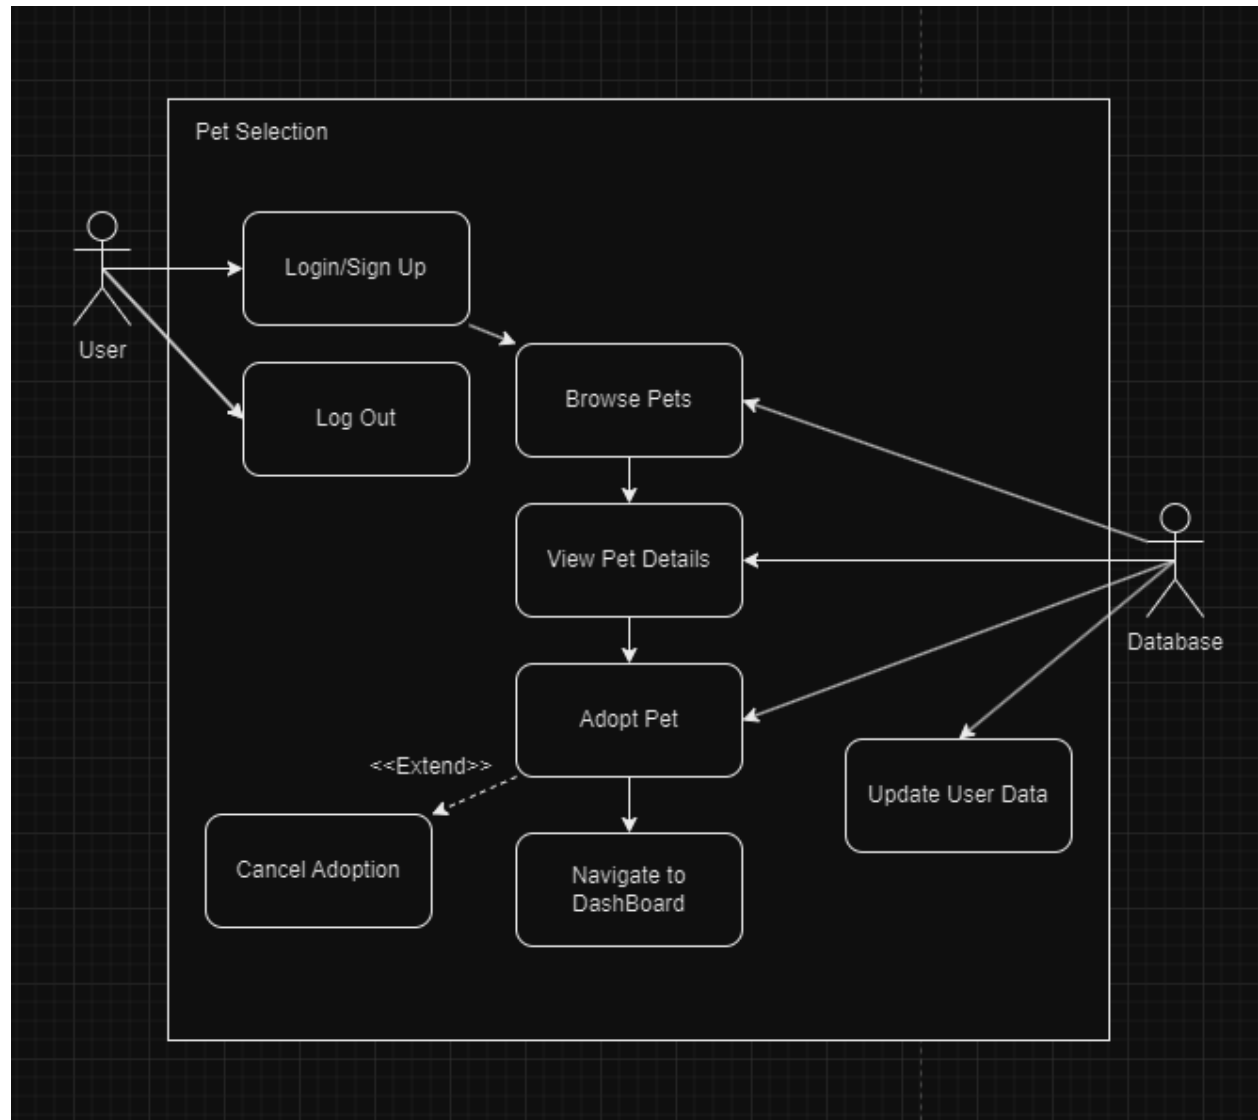 Pet Selection
Login/Sign Up
User
Log Out
Browse Pets
View Pet Details
Database
Adopt Pet
<<Extend>>
Update User Data
Cancel Adoption
Navigate to
DashBoard